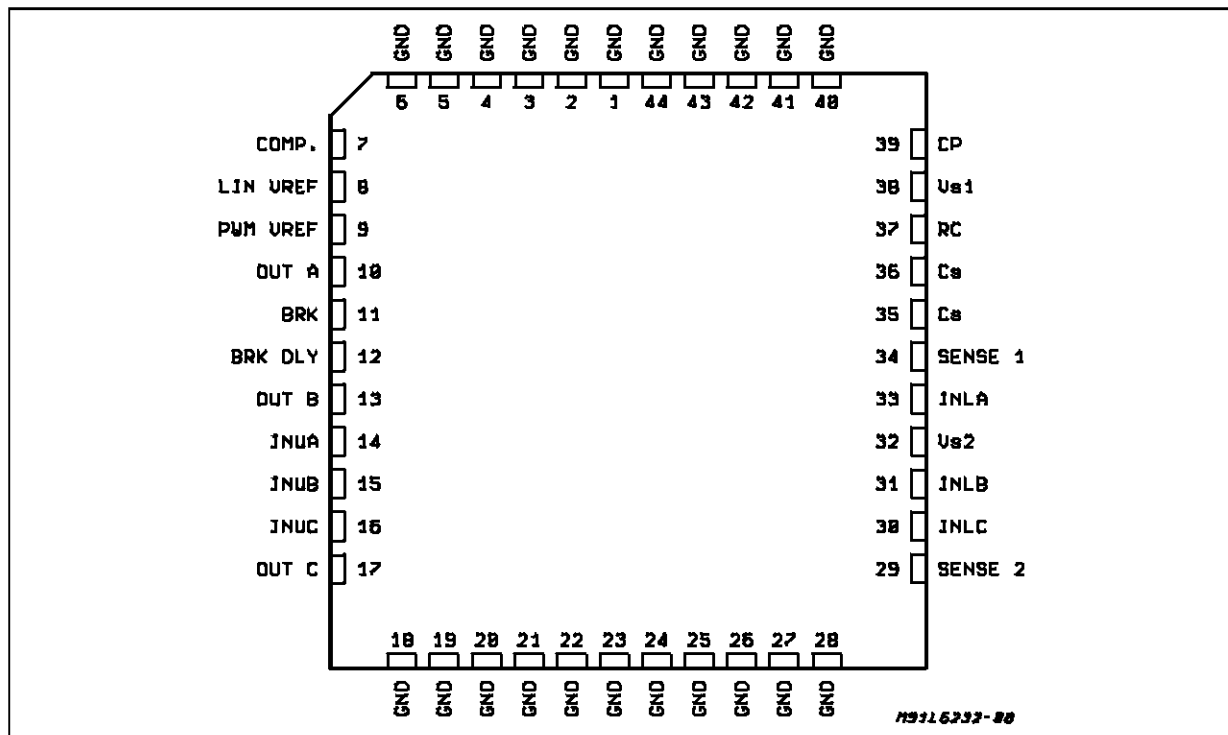 GND GND GND GND GND GND GND GND GND GND GND
6 5 4 3 2 1 44 43 42 41 40
COMP. 7 39 CP
LIN VREF 8 38 Vs1
PWM VREF 9 37 RC
OUT A 10 36 Cs
BRK 11 35 Cs
BRK DLY 12 34 SENSE 1
OUT B 13 33 INLA
INUA 14 32 Vs2
INUB 15 31 INLB
INUC 16 30 INLC
OUT C 17 29 SENSE 2
18 19 20 21 22 23 24 25 26 27 28
GND GND GND GND GND GND GND GND GND GND GND
M93L6232-80